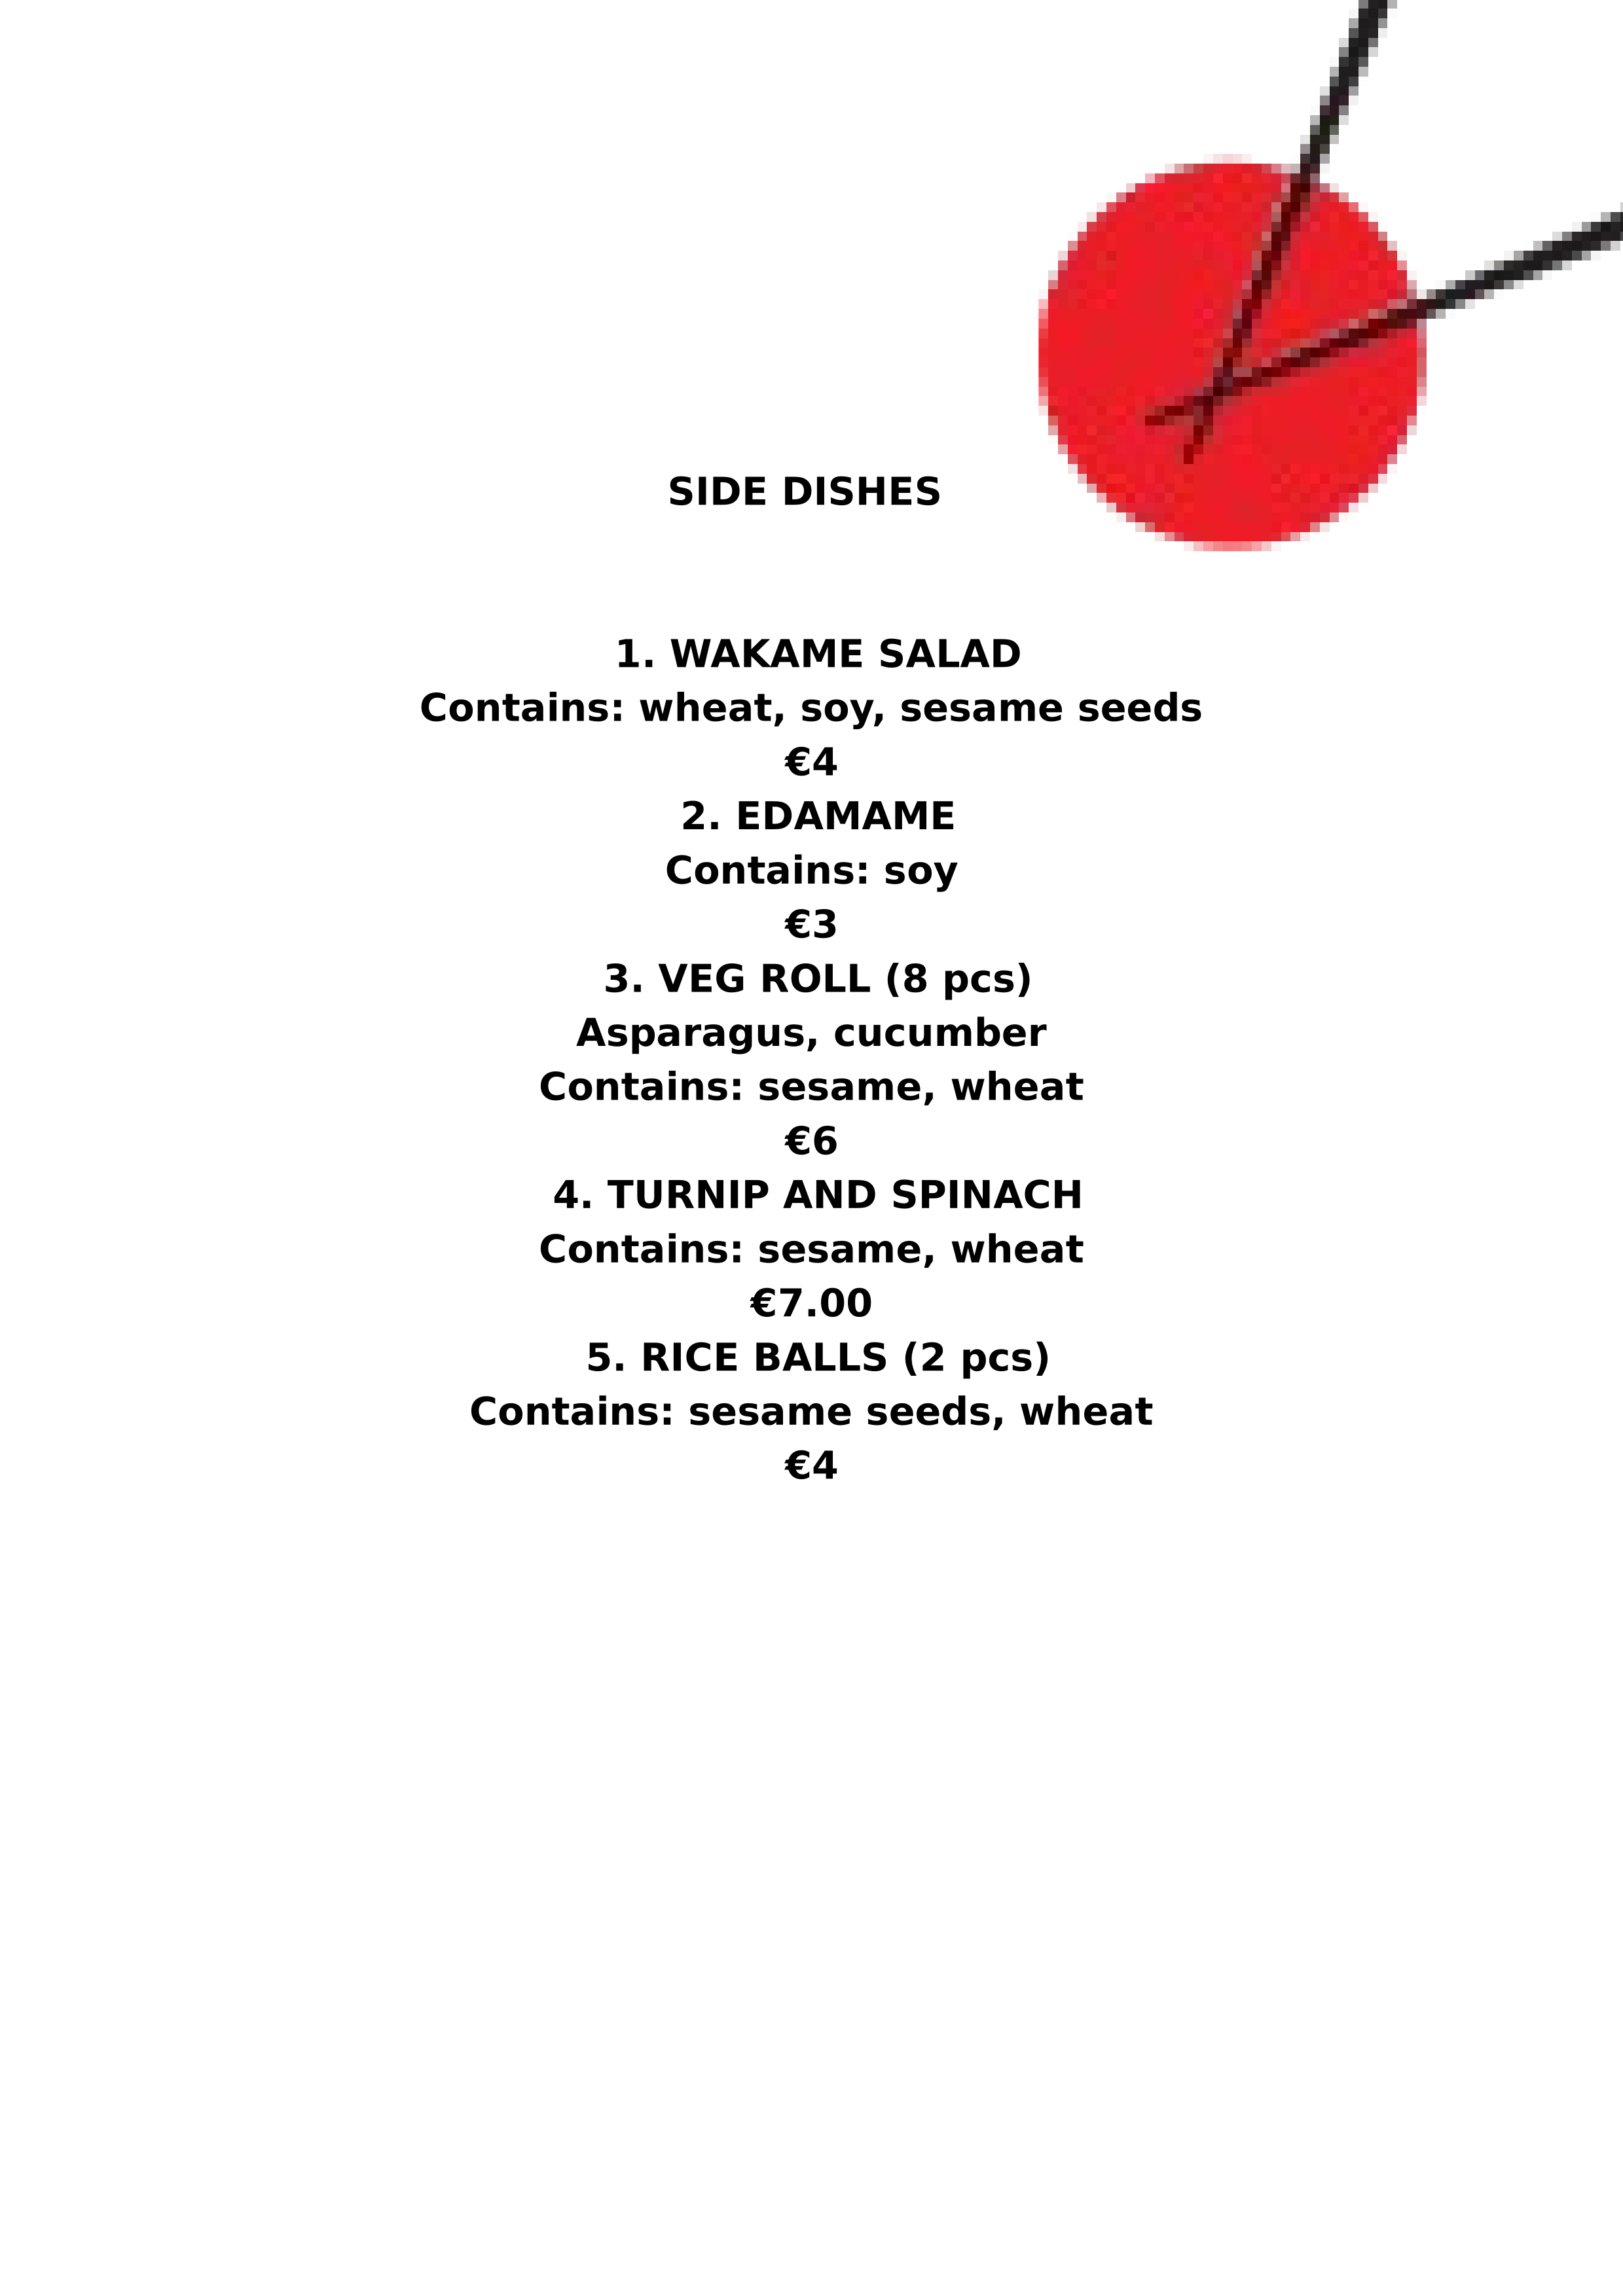 SIDE DISHES
1. WAKAME SALAD
Contains: wheat, soy, sesame seeds
€4
2. EDAMAME
Contains: soy
€3
3. VEG ROLL (8 pcs)
Asparagus, cucumber
Contains: sesame, wheat
€6
4. TURNIP AND SPINACH
Contains: sesame, wheat
€7.00
5. RICE BALLS (2 pcs)
Contains: sesame seeds, wheat
€4